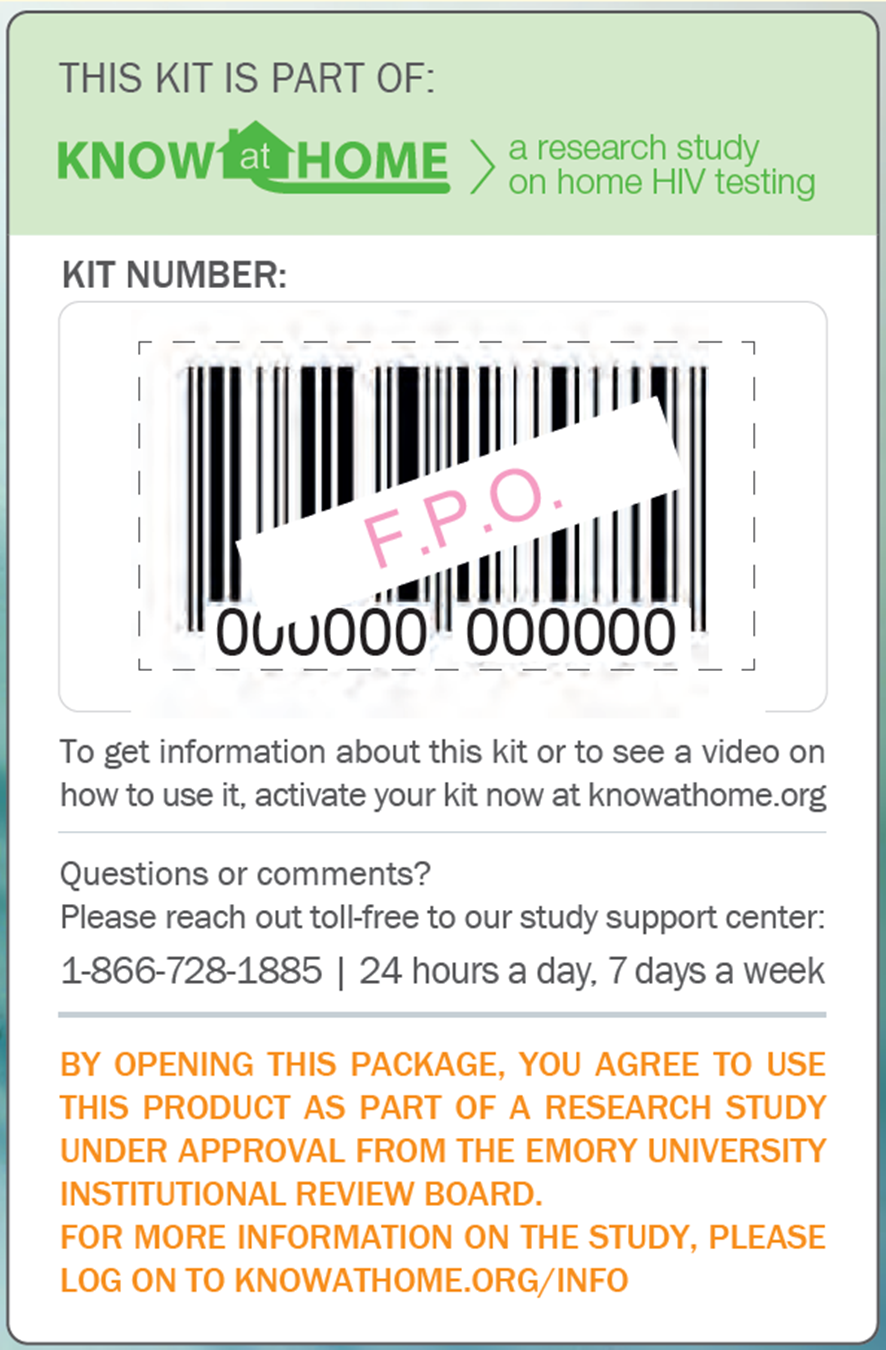 THIS KIT IS PART OF:
KNOW at HOME
a research study
on home HIV testing
KIT NUMBER:
F.P.O.
000000 000000
To get information about this kit or to see a video on
how to use it, activate your kit now at knowathome.org
Questions or comments?
Please reach out toll-free to our study support center:
1-866-728-1885 | 24 hours a day, 7 days a week
BY OPENING THIS PACKAGE, YOU AGREE TO USE
THIS PRODUCT AS PART OF A RESEARCH STUDY
UNDER APPROVAL FROM THE EMORY UNIVERSITY
INSTITUTIONAL REVIEW BOARD.
FOR MORE INFORMATION ON THE STUDY, PLEASE
LOG ON TO KNOWATHOME.ORG/INFO